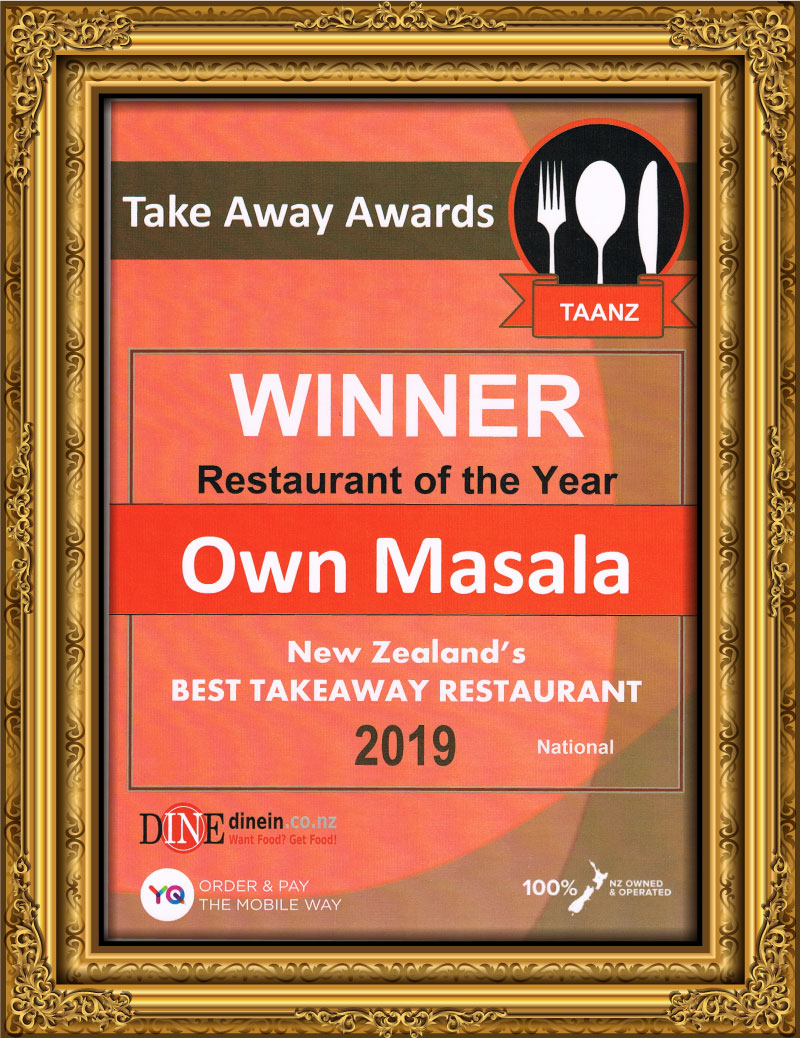 Take Away Awards
TAANZ
WINNER
Restaurant of the Year
Own Masala
New Zealand's
BEST TAKEAWAY RESTAURANT
2019
National
DINE dinein.co.nz
Want Food? Get Food!
YQ ORDER & PAY
THE MOBILE WAY
100% NZ OWNED
& OPERATED